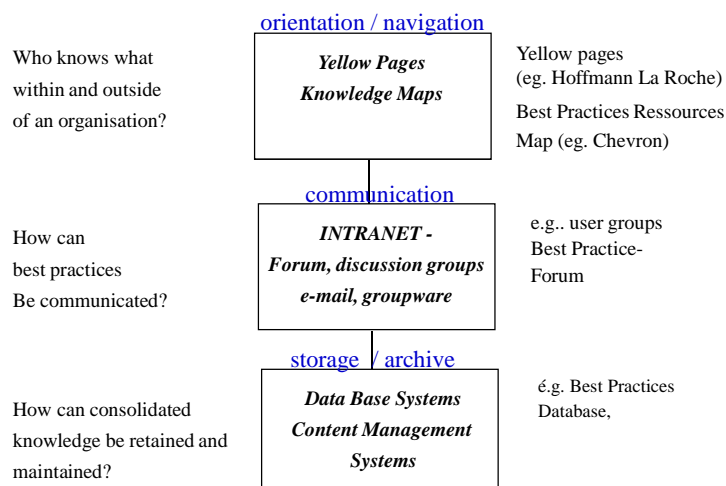 orientation / navigation
Who knows what
within and outside
of an organisation?
Yellow Pages
Knowledge Maps
Yellow pages
(eg. Hoffmann La Roche)
Best Practices Ressources
Map (eg. Chevron)
communication
How can
best practices
Be communicated?
INTRANET -
Forum, discussion groups
e-mail, groupware
e.g.. user groups
Best Practice-
Forum
storage / archive
How can consolidated
knowledge be retained and
maintained?
Data Base Systems
Content Management
Systems
é.g. Best Practices
Database,